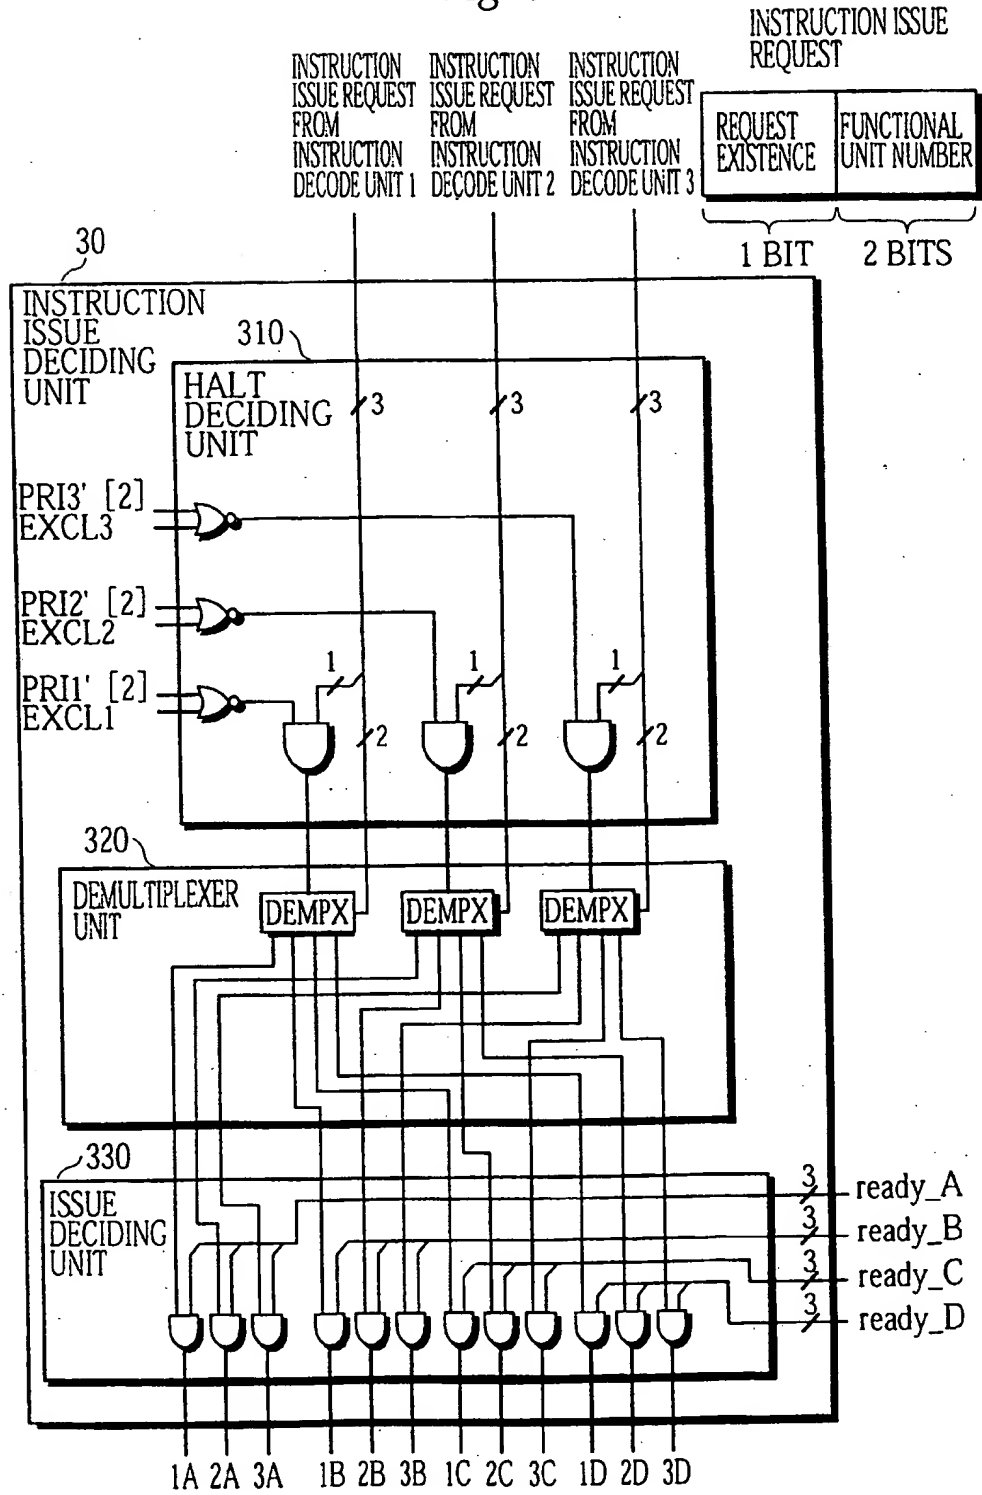 Fig
INSTRUCTION ISSUE
REQUEST
REQUEST
EXISTENCE
FUNCTIONAL
UNIT NUMBER
1 BIT
2 BITS
INSTRUCTION
ISSUE REQUEST
FROM
INSTRUCTION
DECODE UNIT 1
INSTRUCTION
ISSUE REQUEST
FROM
INSTRUCTION
DECODE UNIT 2
INSTRUCTION
ISSUE REQUEST
FROM
INSTRUCTION
DECODE UNIT 3
30
INSTRUCTION
ISSUE
DECIDING
UNIT
310
HALT
DECIDING
UNIT
3
3
3
PRI3' [2]
EXCL3
PRI2' [2]
EXCL2
PRI1' [2]
EXCL1
1
1
1
2
2
2
320
DEMULTIPLEXER
UNIT
DEMPX
DEMPX
DEMPX
330
ISSUE
DECIDING
UNIT
3
ready_A
3
ready_B
3
ready_C
3
ready_D
1A 2A 3A 1B 2B 3B 1C 2C 3C 1D 2D 3D